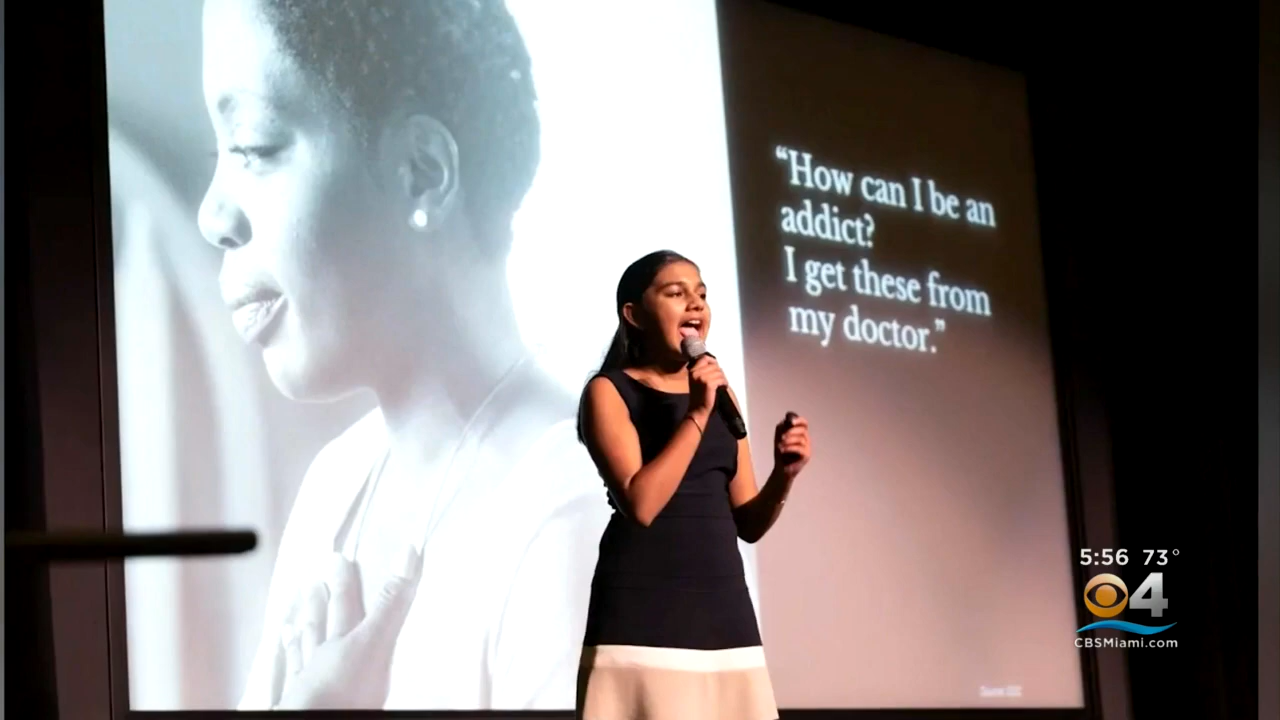 “How can I be an
addict?
I get these from
my doctor.”
5:56 73°
4
CBSMiami.com